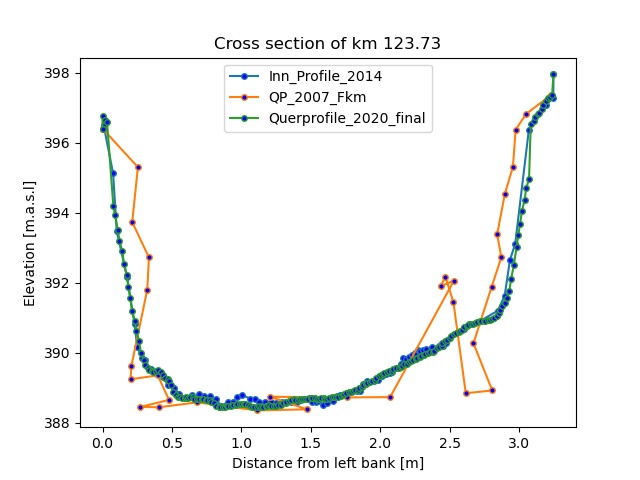 Cross section of km 123.73
Inn_Profile_2014
QP_2007_Fkm
Querprofile_2020_final
Elevation [m.a.s.l]
398
396
394
392
390
388
0.0 0.5 1.0 1.5 2.0 2.5 3.0
Distance from left bank [m]